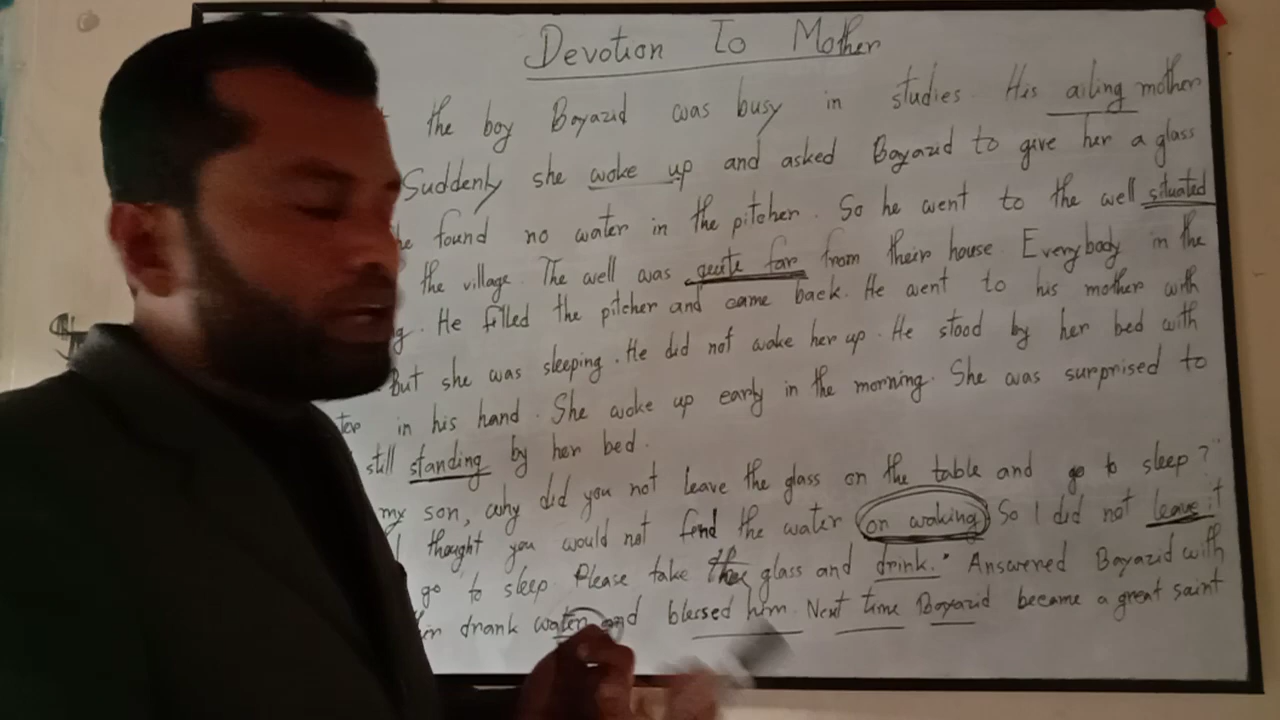 Devotion To Mother
the boy Bayazid was busy in studies. His ailing mother
Suddenly she woke up and asked Bayazid to give her a glass
he found no water in the pitcher. So he went to the well situated
the village. The well was quite far from their house. Everybody in the
g. He filled the pitcher and came back. He went to his mother with
But she was sleeping. He did not wake her up. He stood by her bed with
ter in his hand. She woke up early in the morning. She was surprised to
still standing by her bed.
my son, why did you not leave the glass on the table and go to sleep?"
I thought you would not find the water on waking So I did not leave it
go to sleep. Please take glass and drink." Answered Bayazid with
drank water and blessed him. Next time Bayazid became a great saint